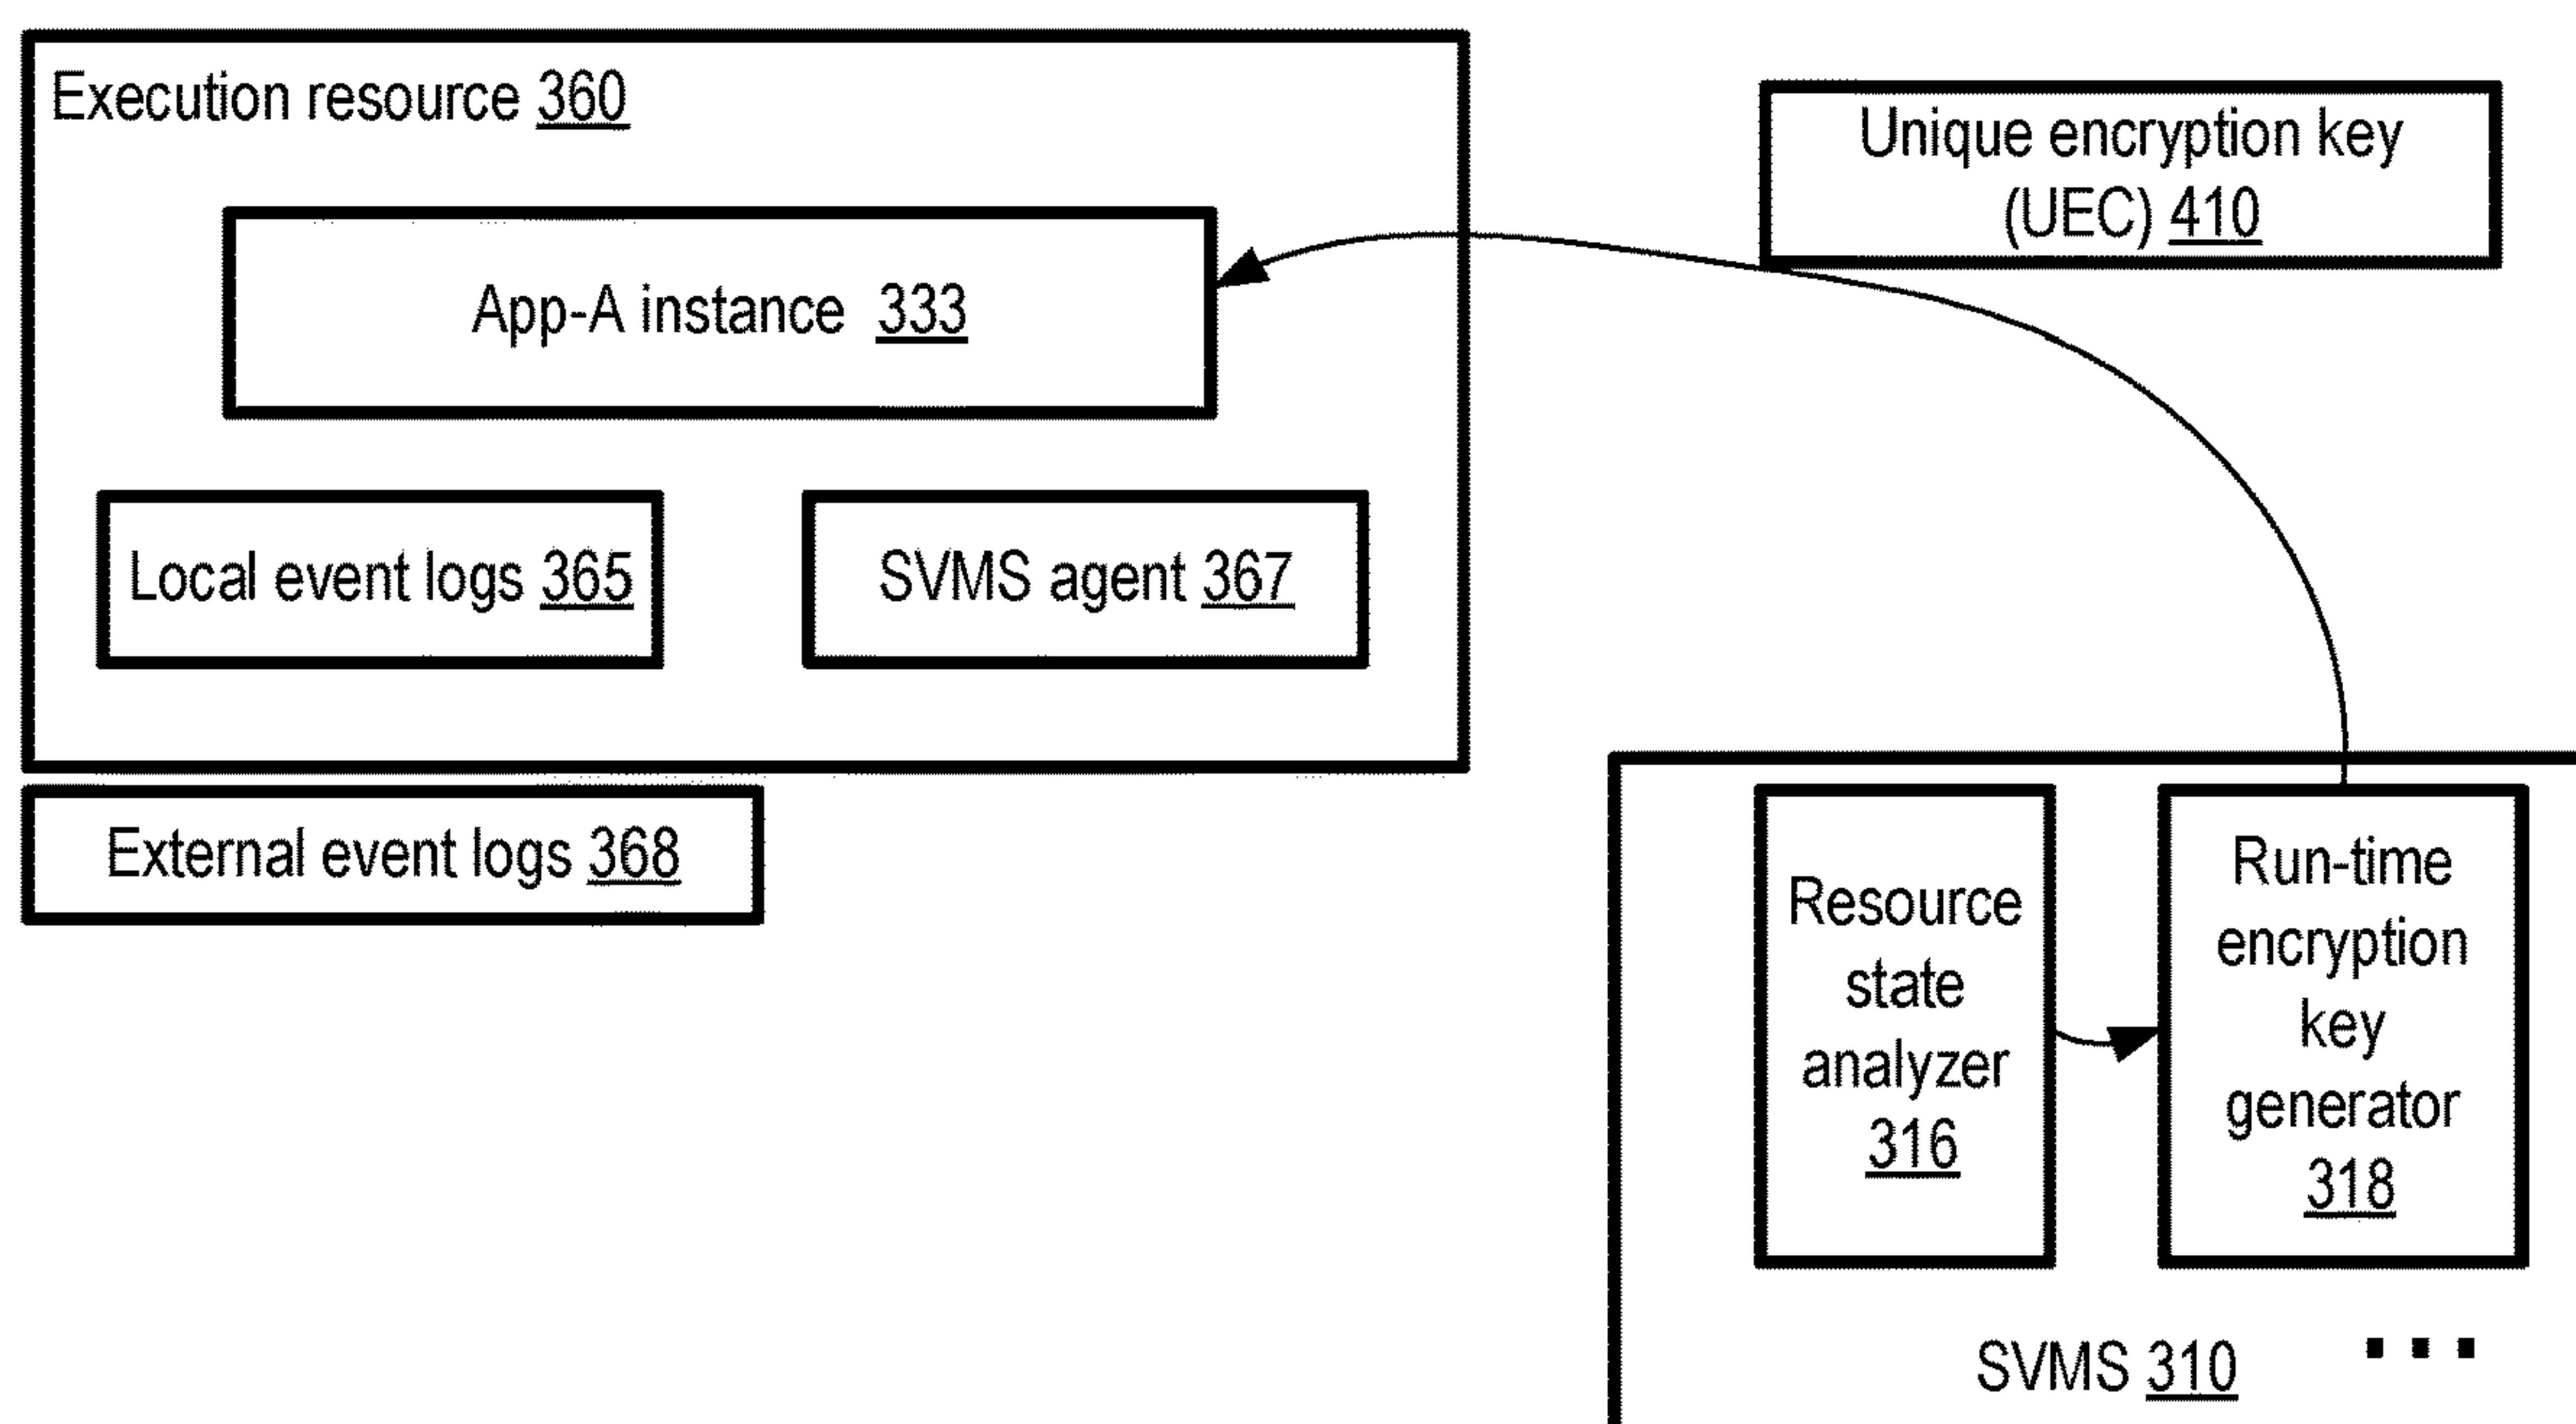 Execution resource 360
App-A instance 333
Local event logs 365
SVMS agent 367
External event logs 368
Unique encryption key
(UEC) 410
Resource
state
analyzer
316
Run-time
encryption
key
generator
318
SVMS 310 ...